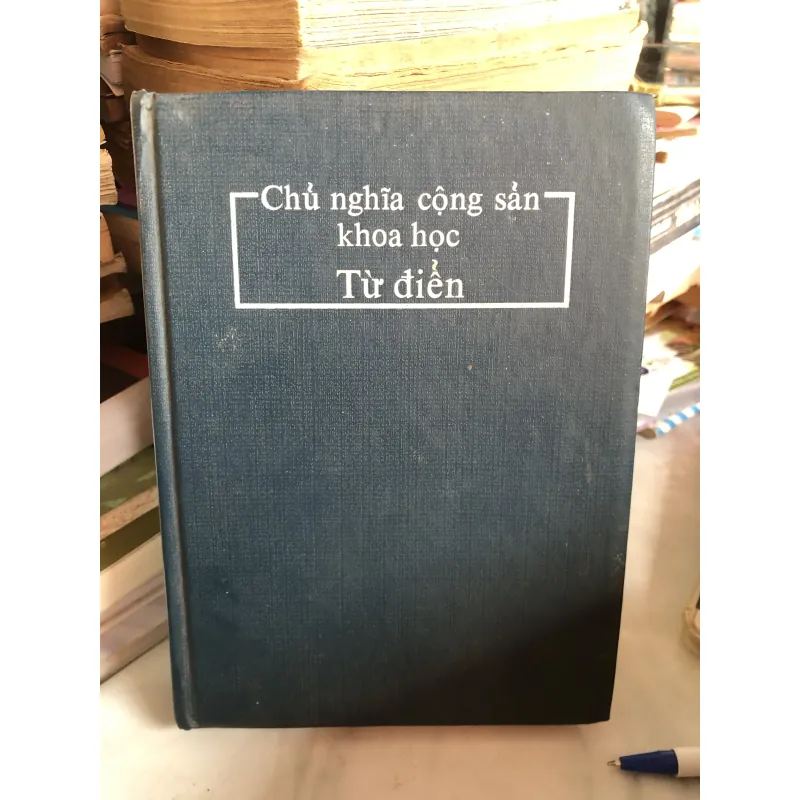 Chủ nghĩa cộng sản
khoa học
Từ điển